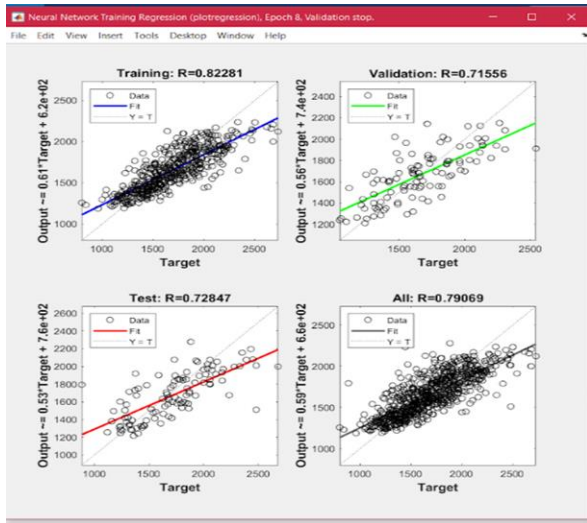 Neural Network Training Regression (plotregression), Epoch 8, Validation stop.
File Edit View Insert Tools Desktop Window Help
Training: R=0.82281
Output ~= 0.61*Target + 6.2e+02
2500
2000
1500
1000
Data
Fit
Y = T
1000 1500 2000 2500
Target
Validation: R=0.71556
Output ~= 0.56*Target + 7.4e+02
2400
2200
2000
1800
1600
1400
1200
Data
Fit
Y = T
1500 2000 2500
Target
Test: R=0.72847
Output ~= 0.53*Target + 7.6e+02
2600
2400
2200
2000
1800
1600
1400
1200
1000
Data
Fit
Y = T
1000 1500 2000 2500
Target
All: R=0.79069
Output ~= 0.59*Target + 6.6e+02
2500
2000
1500
1000
Data
Fit
Y = T
1000 1500 2000 2500
Target